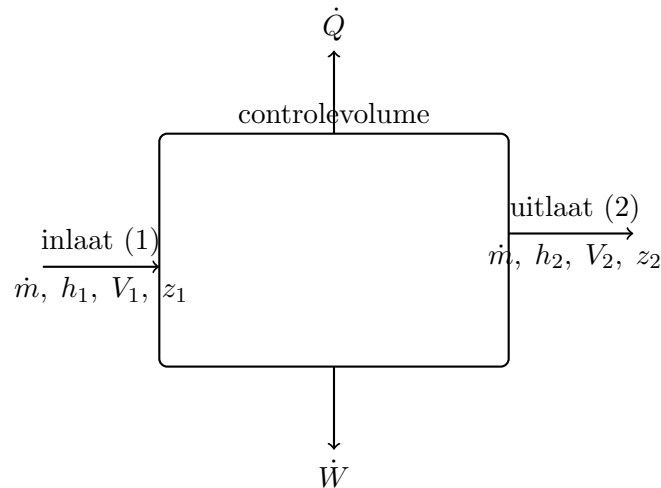 Q̇
controlevolume
inlaat (1)
ṁ, h₁, V₁, z₁
uitlaat (2)
ṁ, h₂, V₂, z₂
Ẇ